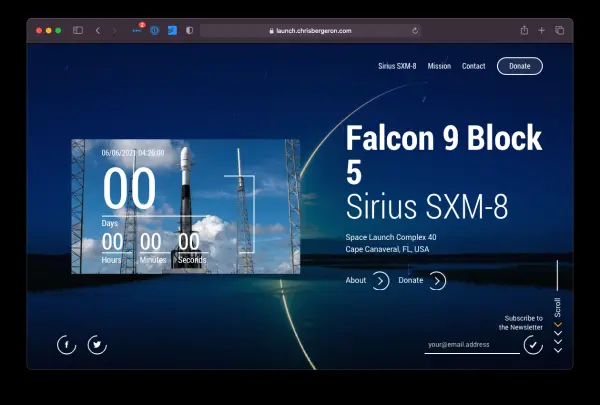 2
launch.chrisbergeron.com
Sirius SXM-8 Mission Contact Donate
06/06/2021 04:26:00
00
Days
00 00 00
Hours Minutes Seconds
Falcon 9 Block
5
Sirius SXM-8
Space Launch Complex 40
Cape Canaveral, FL, USA
About Donate
Scroll
Subscribe to
the Newsletter
your@email.address